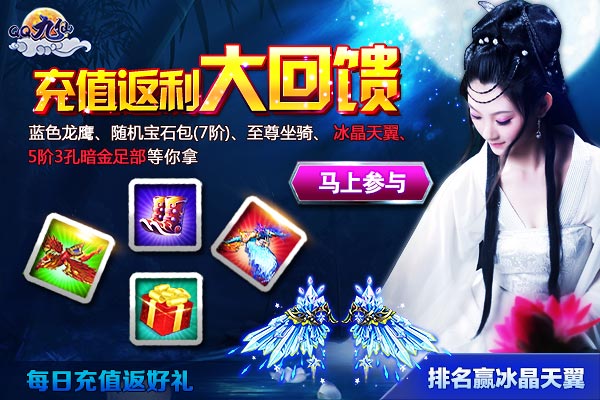 QQ九仙
充值返利大回馈
蓝色龙鹰、随机宝石包(7阶)、至尊坐骑、 冰晶天翼、
5阶3孔暗金足部等你拿
马上参与
每日充值返好礼
排名赢冰晶天翼